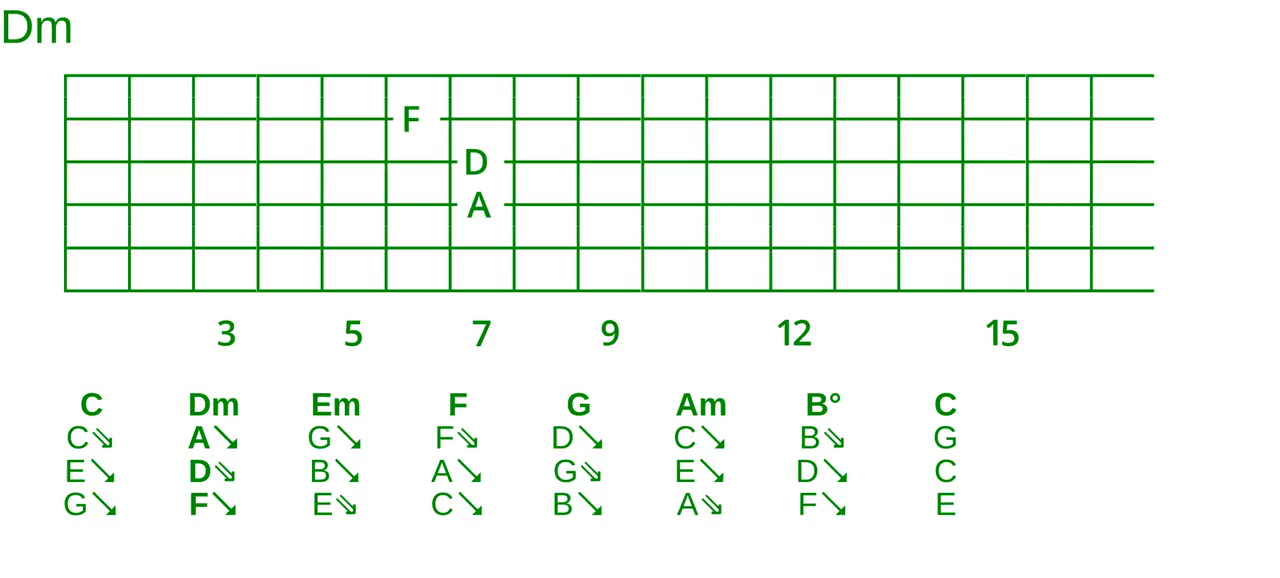 Dm
F
D
A
3 5 7 9 12 15
C Dm Em F G Am B° C
C⇘ A↘ G↘ F⇘ D↘ C↘ B⇘ G
E↘ D⇘ B↘ A↘ G⇘ E↘ D↘ C
G↘ F↘ E⇘ C↘ B↘ A⇘ F↘ E